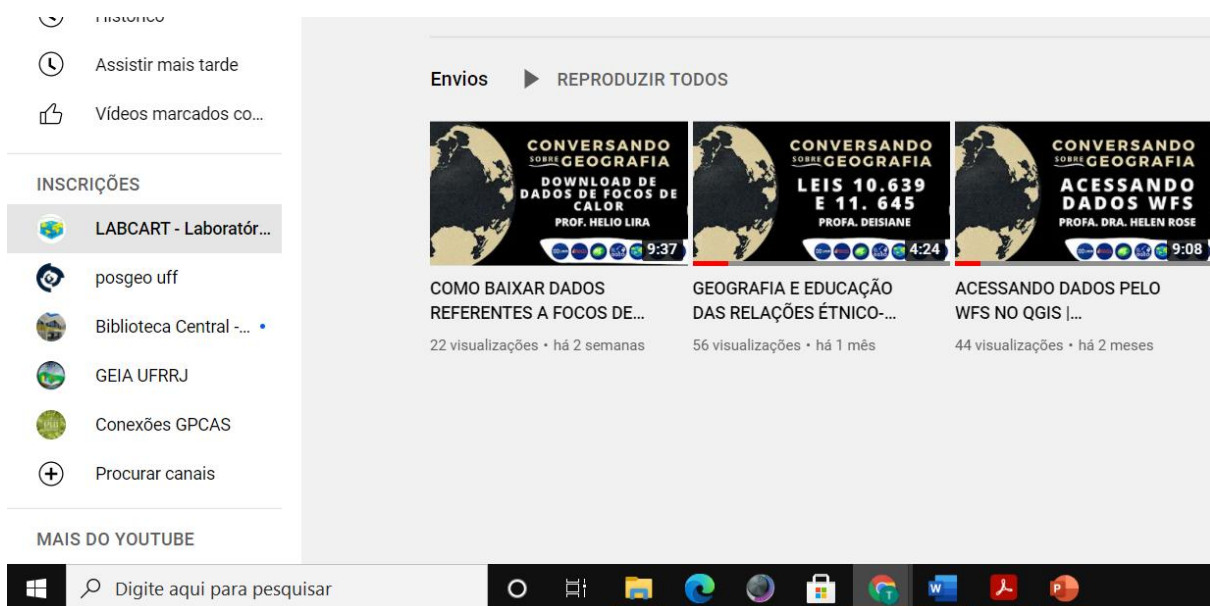 Histórico
Assistir mais tarde
Vídeos marcados co...
INSCRIÇÕES
LABCART - Laboratór...
posgeo uff
Biblioteca Central -...
GEIA UFRRJ
Conexões GPCAS
Procurar canais
MAIS DO YOUTUBE
Envios REPRODUZIR TODOS
CONVERSANDO
SOBRE GEOGRAFIA
DOWNLOAD DE
DADOS DE FOCOS DE
CALOR
PROF. HELIO LIRA
9:37
COMO BAIXAR DADOS
REFERENTES A FOCOS DE...
22 visualizações • há 2 semanas
CONVERSANDO
SOBRE GEOGRAFIA
LEIS 10.639
E 11. 645
PROFA. DEISIANE
4:24
GEOGRAFIA E EDUCAÇÃO
DAS RELAÇÕES ÉTNICO-...
56 visualizações • há 1 mês
CONVERSANDO
SOBRE GEOGRAFIA
ACESSANDO
DADOS WFS
PROFA. DRA. HELEN ROSE
9:08
ACESSANDO DADOS PELO
WFS NO QGIS |...
44 visualizações • há 2 meses
Digite aqui para pesquisar